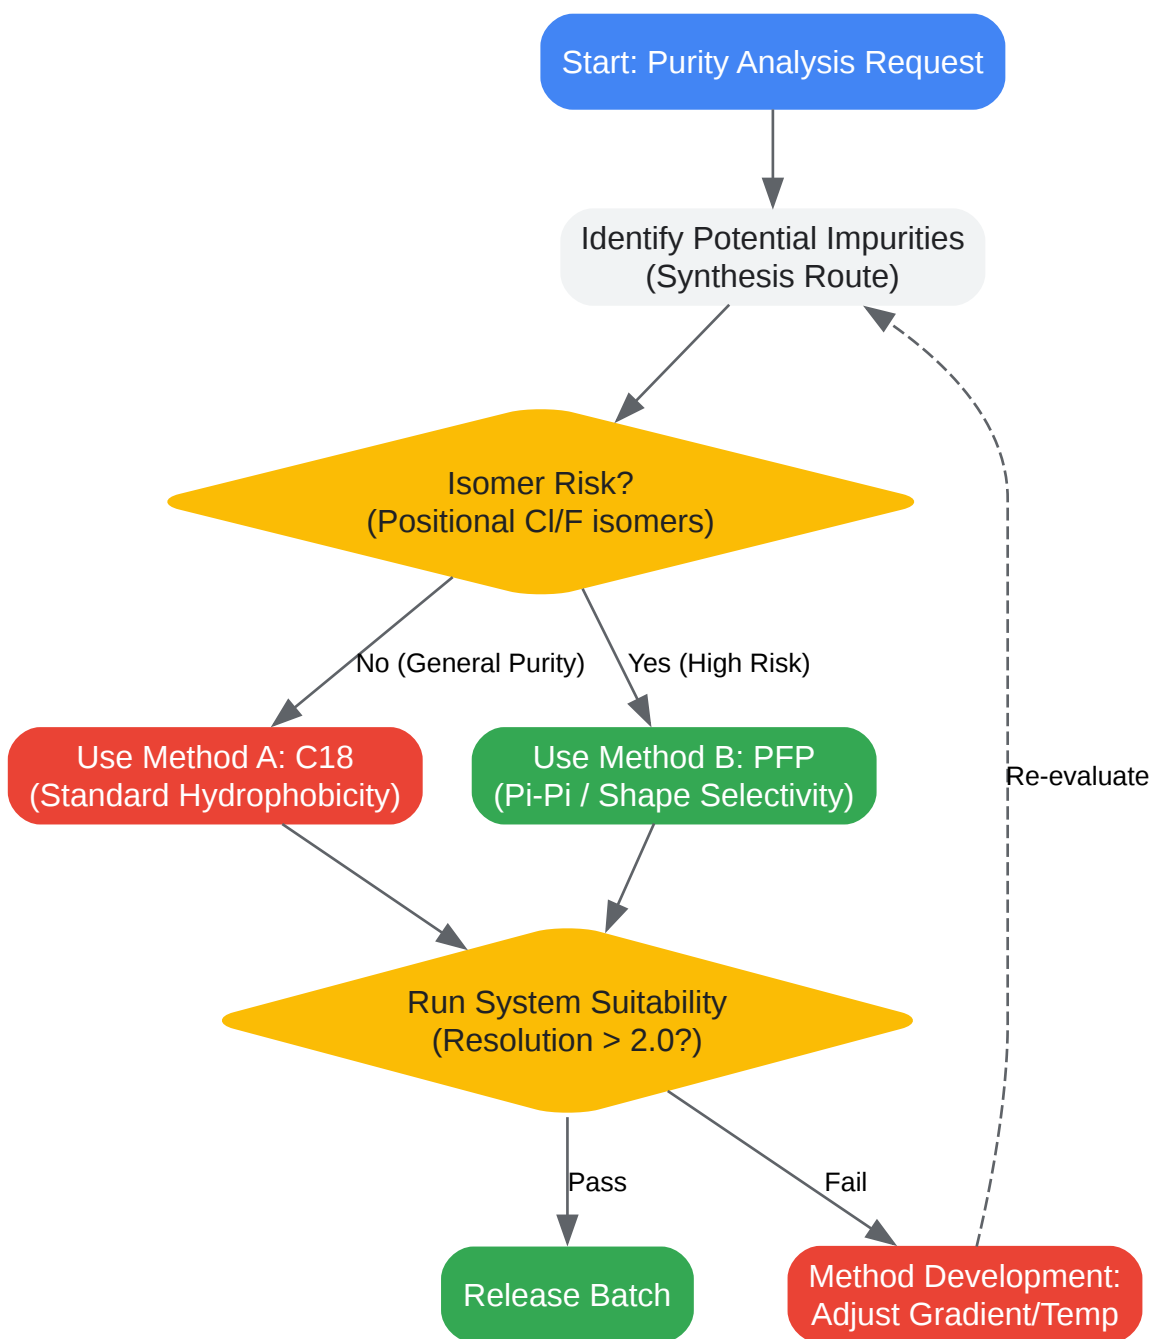 Start: Purity Analysis Request
Identify Potential Impurities
(Synthesis Route)
Isomer Risk?
(Positional Cl/F isomers)
No (General Purity)
Yes (High Risk)
Use Method A: C18
(Standard Hydrophobicity)
Use Method B: PFP
(Pi-Pi / Shape Selectivity)
Re-evaluate
Run System Suitability
(Resolution > 2.0?)
Pass
Fail
Release Batch
Method Development:
Adjust Gradient/Temp